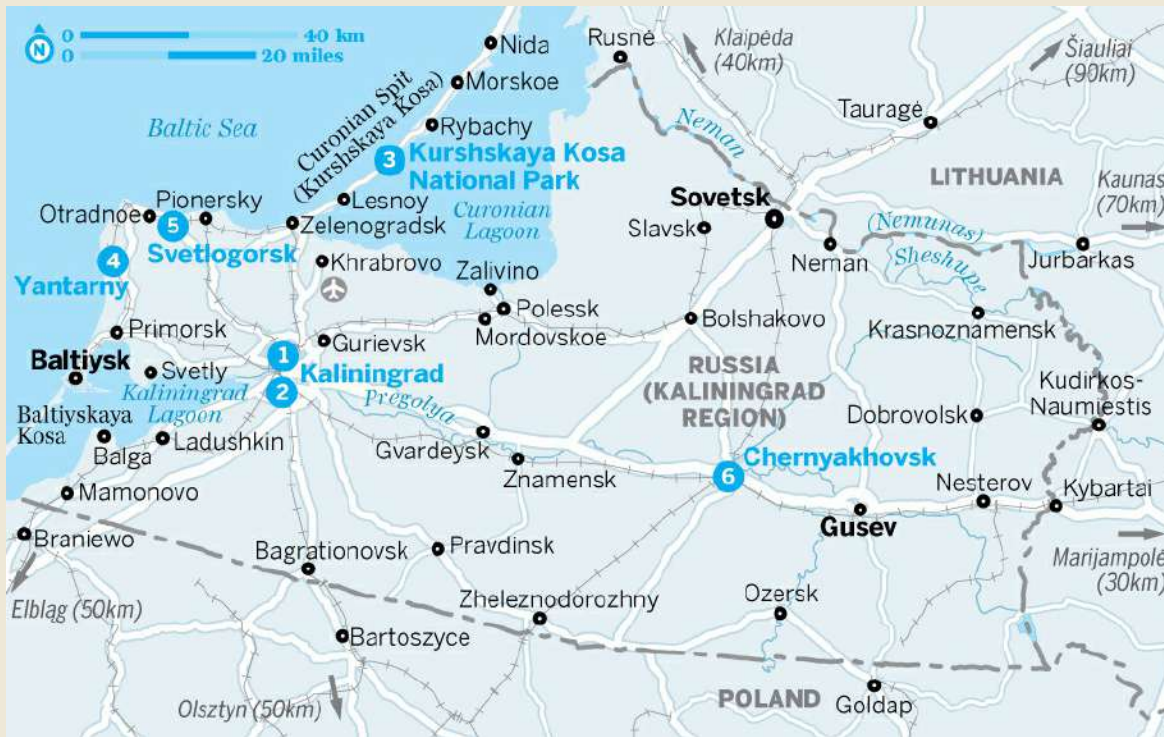 N
0 40 km
0 20 miles
Nida
Rusnė
Klaipėda
(40km)
Šiauliai
(90km)
Morskoe
Tauragė
Curonian Spit
(Kurshskaya Kosa)
Baltic Sea
Rybachy
Neman
3 Kurshskaya Kosa
National Park
LITHUANIA
Kaunas
(70km)
Lesnoy
Curonian
Lagoon
Sovetsk
Otradnoe
Pionersky
5
Svetlogorsk
Zelenogradsk
Slavsk
(Nemunas)
Neman
Jurbarkas
Sheshupe
4
Yantarny
Khrabrovo
Zalivino
Polessk
Mordovskoe
Bolshakovo
Krasnoznamensk
Primorsk
Gurievsk
Baltiysk
Svetly
1
Kaliningrad
2
RUSSIA
(KALININGRAD
REGION)
Kudirkos-
Naumiestis
Kaliningrad
Lagoon
Pregolya
Dobrovolsk
Baltiyskaya
Kosa
Balga
Ladushkin
Gvardeysk
Znamensk
6
Chernyakhovsk
Nesterov
Kybartai
Mamonovo
Gusev
Braniewo
Bagrationovsk
Pravdinsk
Marijampolė
(30km)
Elbląg (50km)
Zheleznodorozhny
Ozersk
Bartoszyce
POLAND
Goldap
Olsztyn (50km)